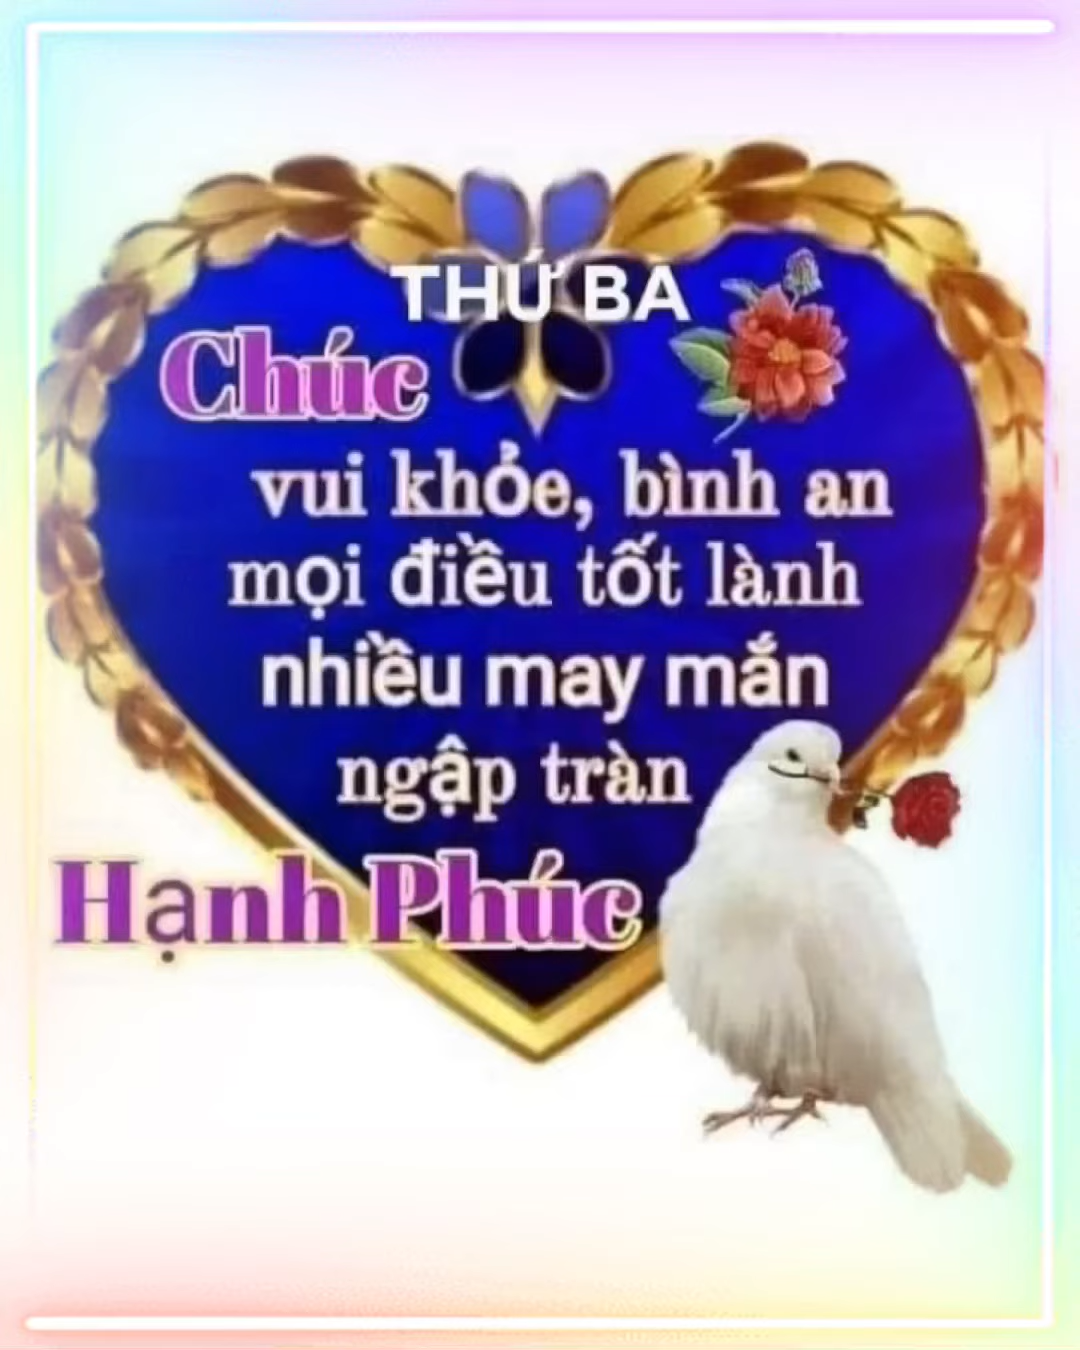 THỨ BA
Chúc
vui khỏe, bình an
mọi điều tốt lành
nhiều may mắn
ngập tràn
Hạnh Phúc